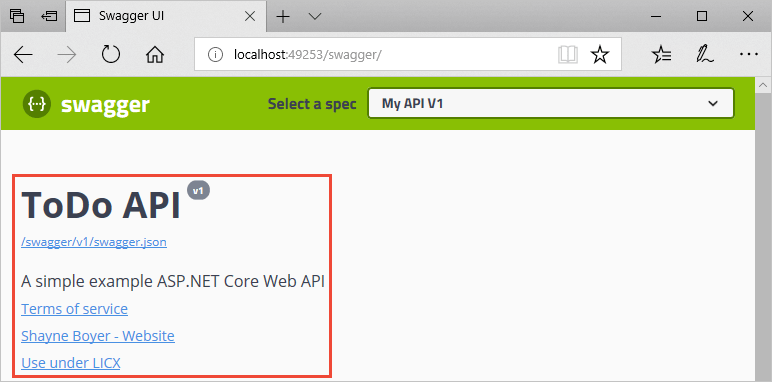 Swagger UI
localhost:49253/swagger/
{··} swagger
Select a spec
My API V1
ToDo API v1
/swagger/v1/swagger.json
A simple example ASP.NET Core Web API
Terms of service
Shayne Boyer - Website
Use under LICX